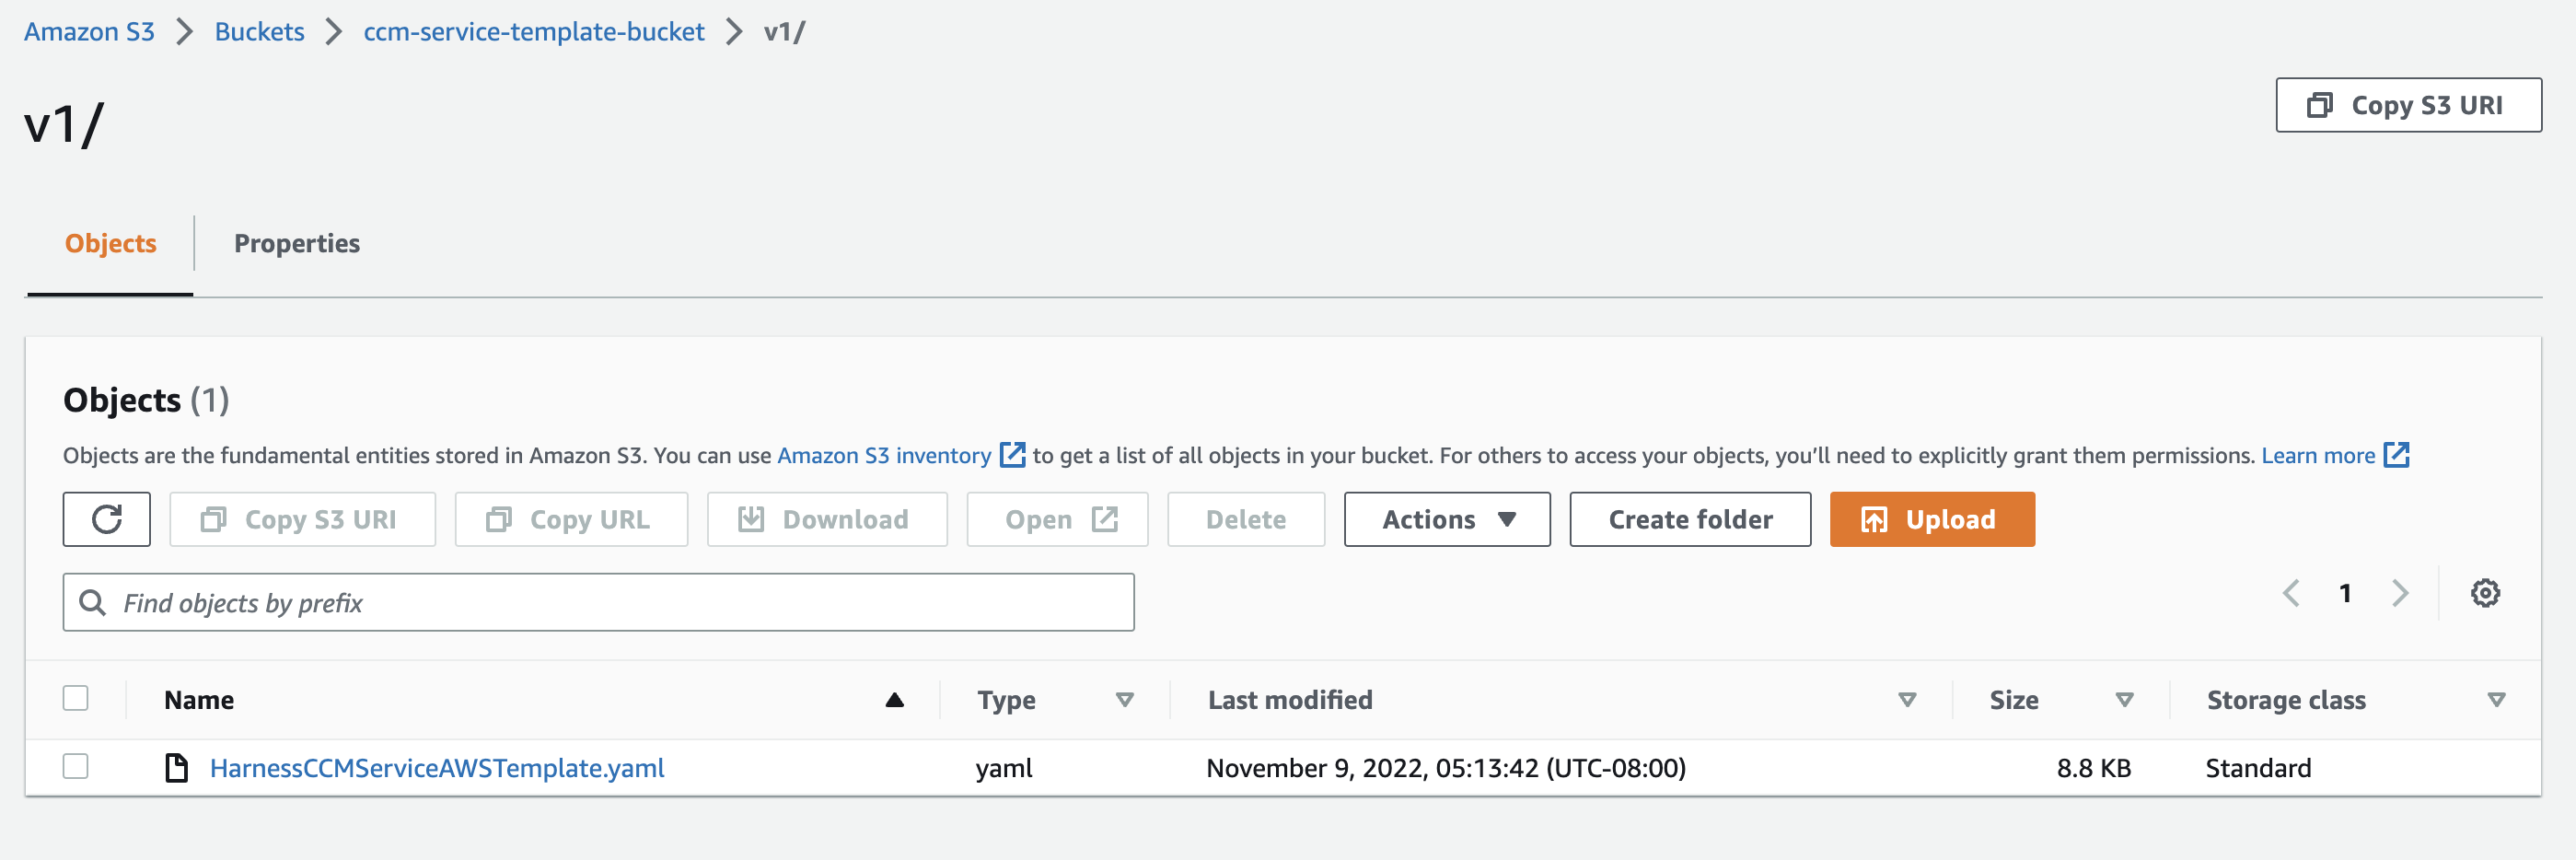 Amazon S3 > Buckets > ccm-service-template-bucket > v1/
v1/
Copy S3 URI
Objects Properties
Objects (1)
Objects are the fundamental entities stored in Amazon S3. You can use Amazon S3 inventory to get a list of all objects in your bucket. For others to access your objects, you’ll need to explicitly grant them permissions. Learn more
Copy S3 URI Copy URL Download Open Delete Actions Create folder Upload
Find objects by prefix
1
Name Type Last modified Size Storage class
HarnessCCMServiceAWSTemplate.yaml yaml November 9, 2022, 05:13:42 (UTC-08:00) 8.8 KB Standard